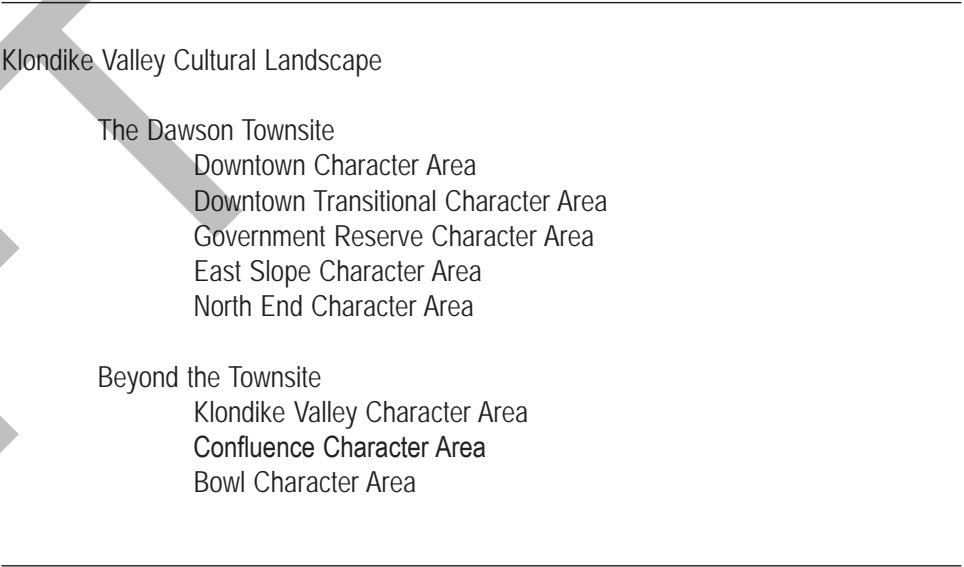 Klondike Valley Cultural Landscape
The Dawson Townsite
Downtown Character Area
Downtown Transitional Character Area
Government Reserve Character Area
East Slope Character Area
North End Character Area
Beyond the Townsite
Klondike Valley Character Area
Confluence Character Area
Bowl Character Area